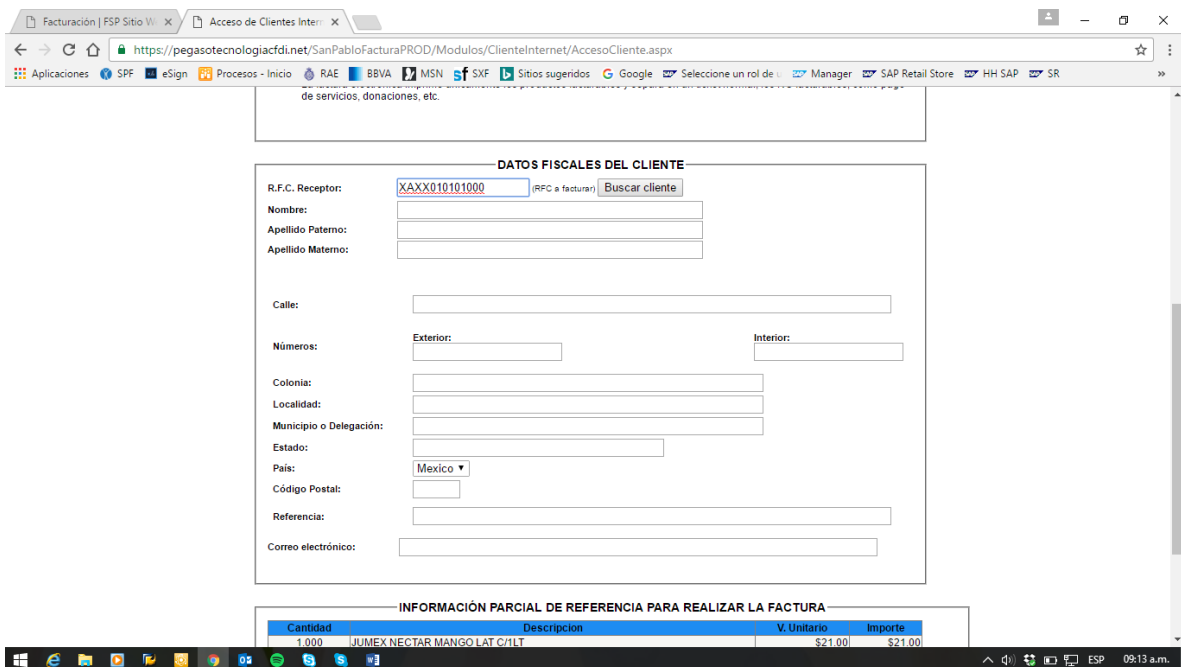 Facturación | FSP Sitio W
Acceso de Clientes Intern
https://pegasotecnologiacfdi.net/SanPabloFacturaPROD/Modulos/ClienteInternet/AccesoCliente.aspx
Aplicaciones SPF eSign Procesos - Inicio RAE BBVA MSN SXF Sitios sugeridos Google Seleccione un rol de u Manager SAP Retail Store HH SAP SR »
de servicios, donaciones, etc.
DATOS FISCALES DEL CLIENTE
R.F.C. Receptor: XAXX010101000 (RFC a facturar) Buscar cliente
Nombre:
Apellido Paterno:
Apellido Materno:
Calle:
Números: Exterior: Interior:
Colonia:
Localidad:
Municipio o Delegación:
Estado:
País: Mexico
Código Postal:
Referencia:
Correo electrónico:
INFORMACIÓN PARCIAL DE REFERENCIA PARA REALIZAR LA FACTURA
Cantidad Descripcion V. Unitario Importe
1.000 JUMEX NECTAR MANGO LAT C/1LT $21.00 $21.00
ESP 09:13 a.m.